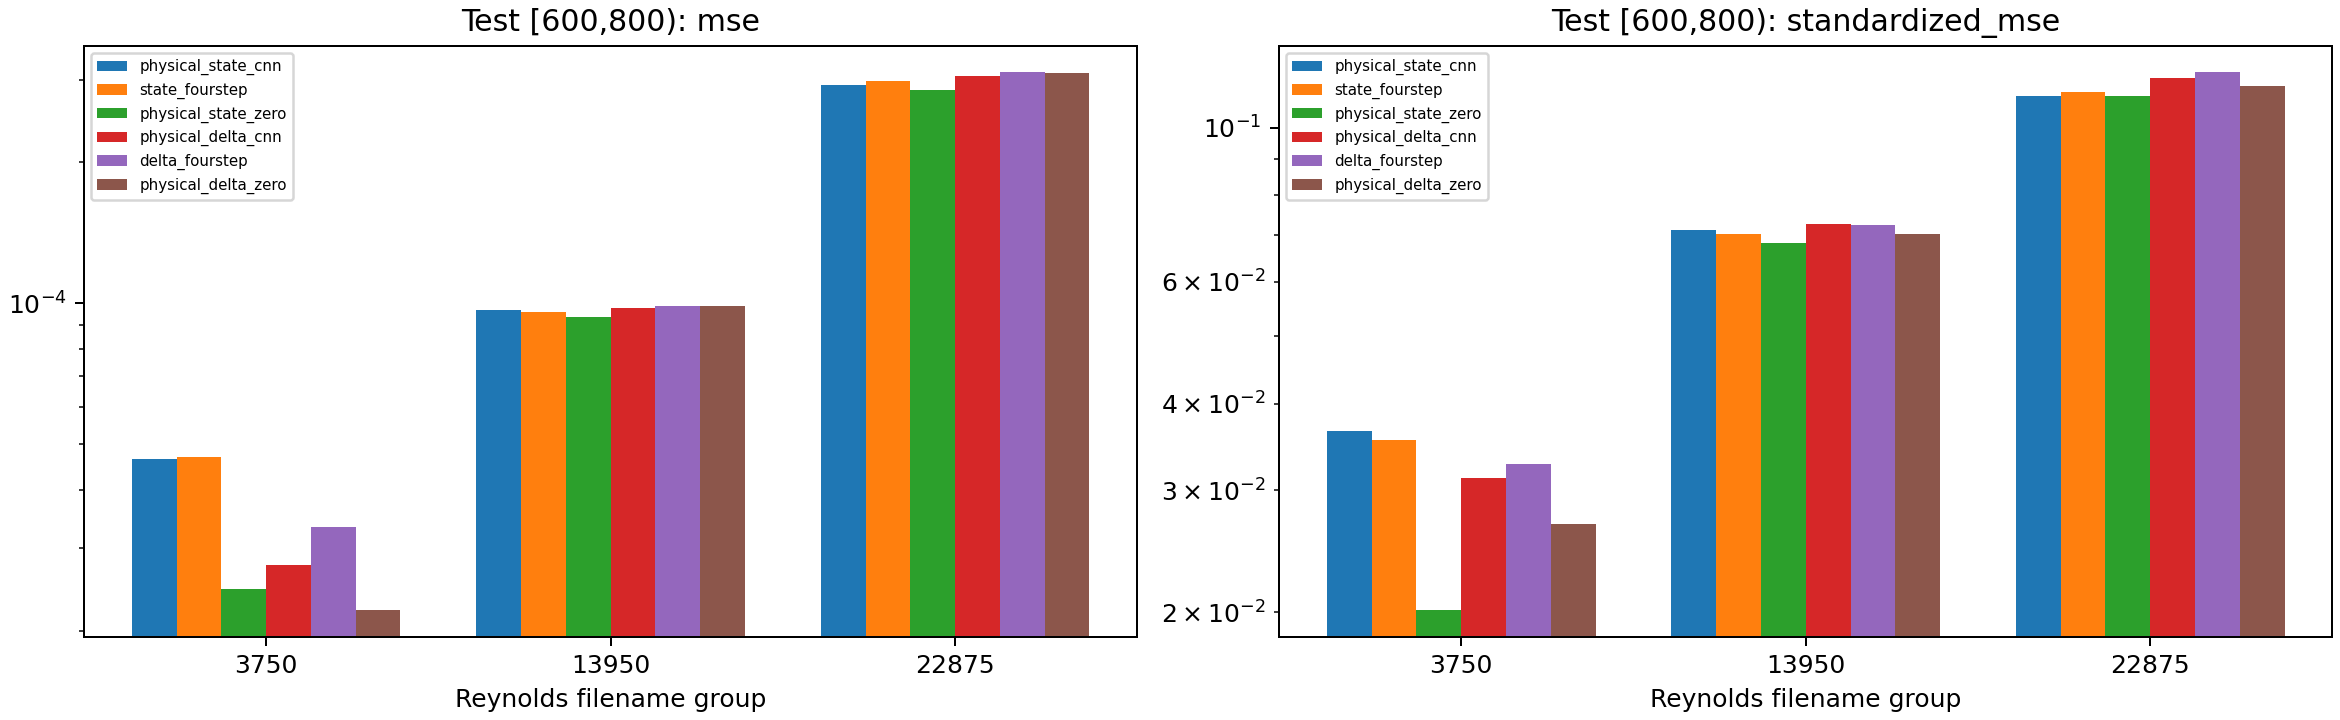 Test [600,800): mse
physical_state_cnn
state_fourstep
physical_state_zero
physical_delta_cnn
delta_fourstep
physical_delta_zero
10⁻⁴
3750
13950
22875
Reynolds filename group
Test [600,800): standardized_mse
physical_state_cnn
state_fourstep
physical_state_zero
physical_delta_cnn
delta_fourstep
physical_delta_zero
10⁻¹
6 × 10⁻²
4 × 10⁻²
3 × 10⁻²
2 × 10⁻²
3750
13950
22875
Reynolds filename group